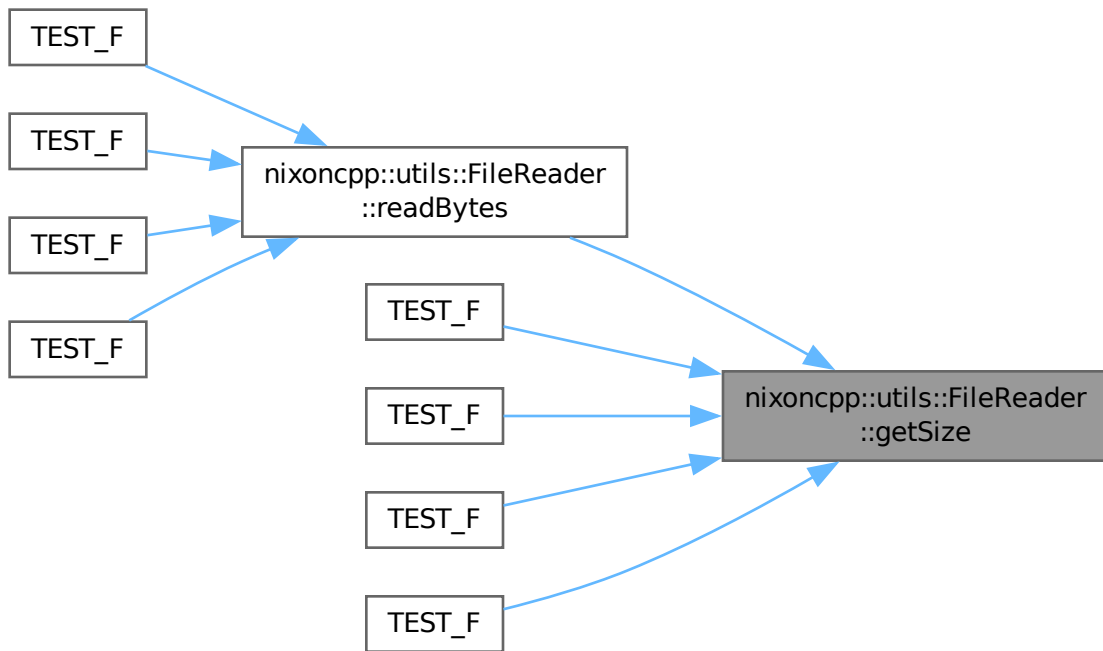 TEST_F
TEST_F
TEST_F
TEST_F
nixoncpp::utils::FileReader
::readBytes
TEST_F
TEST_F
TEST_F
TEST_F
nixoncpp::utils::FileReader
::getSize